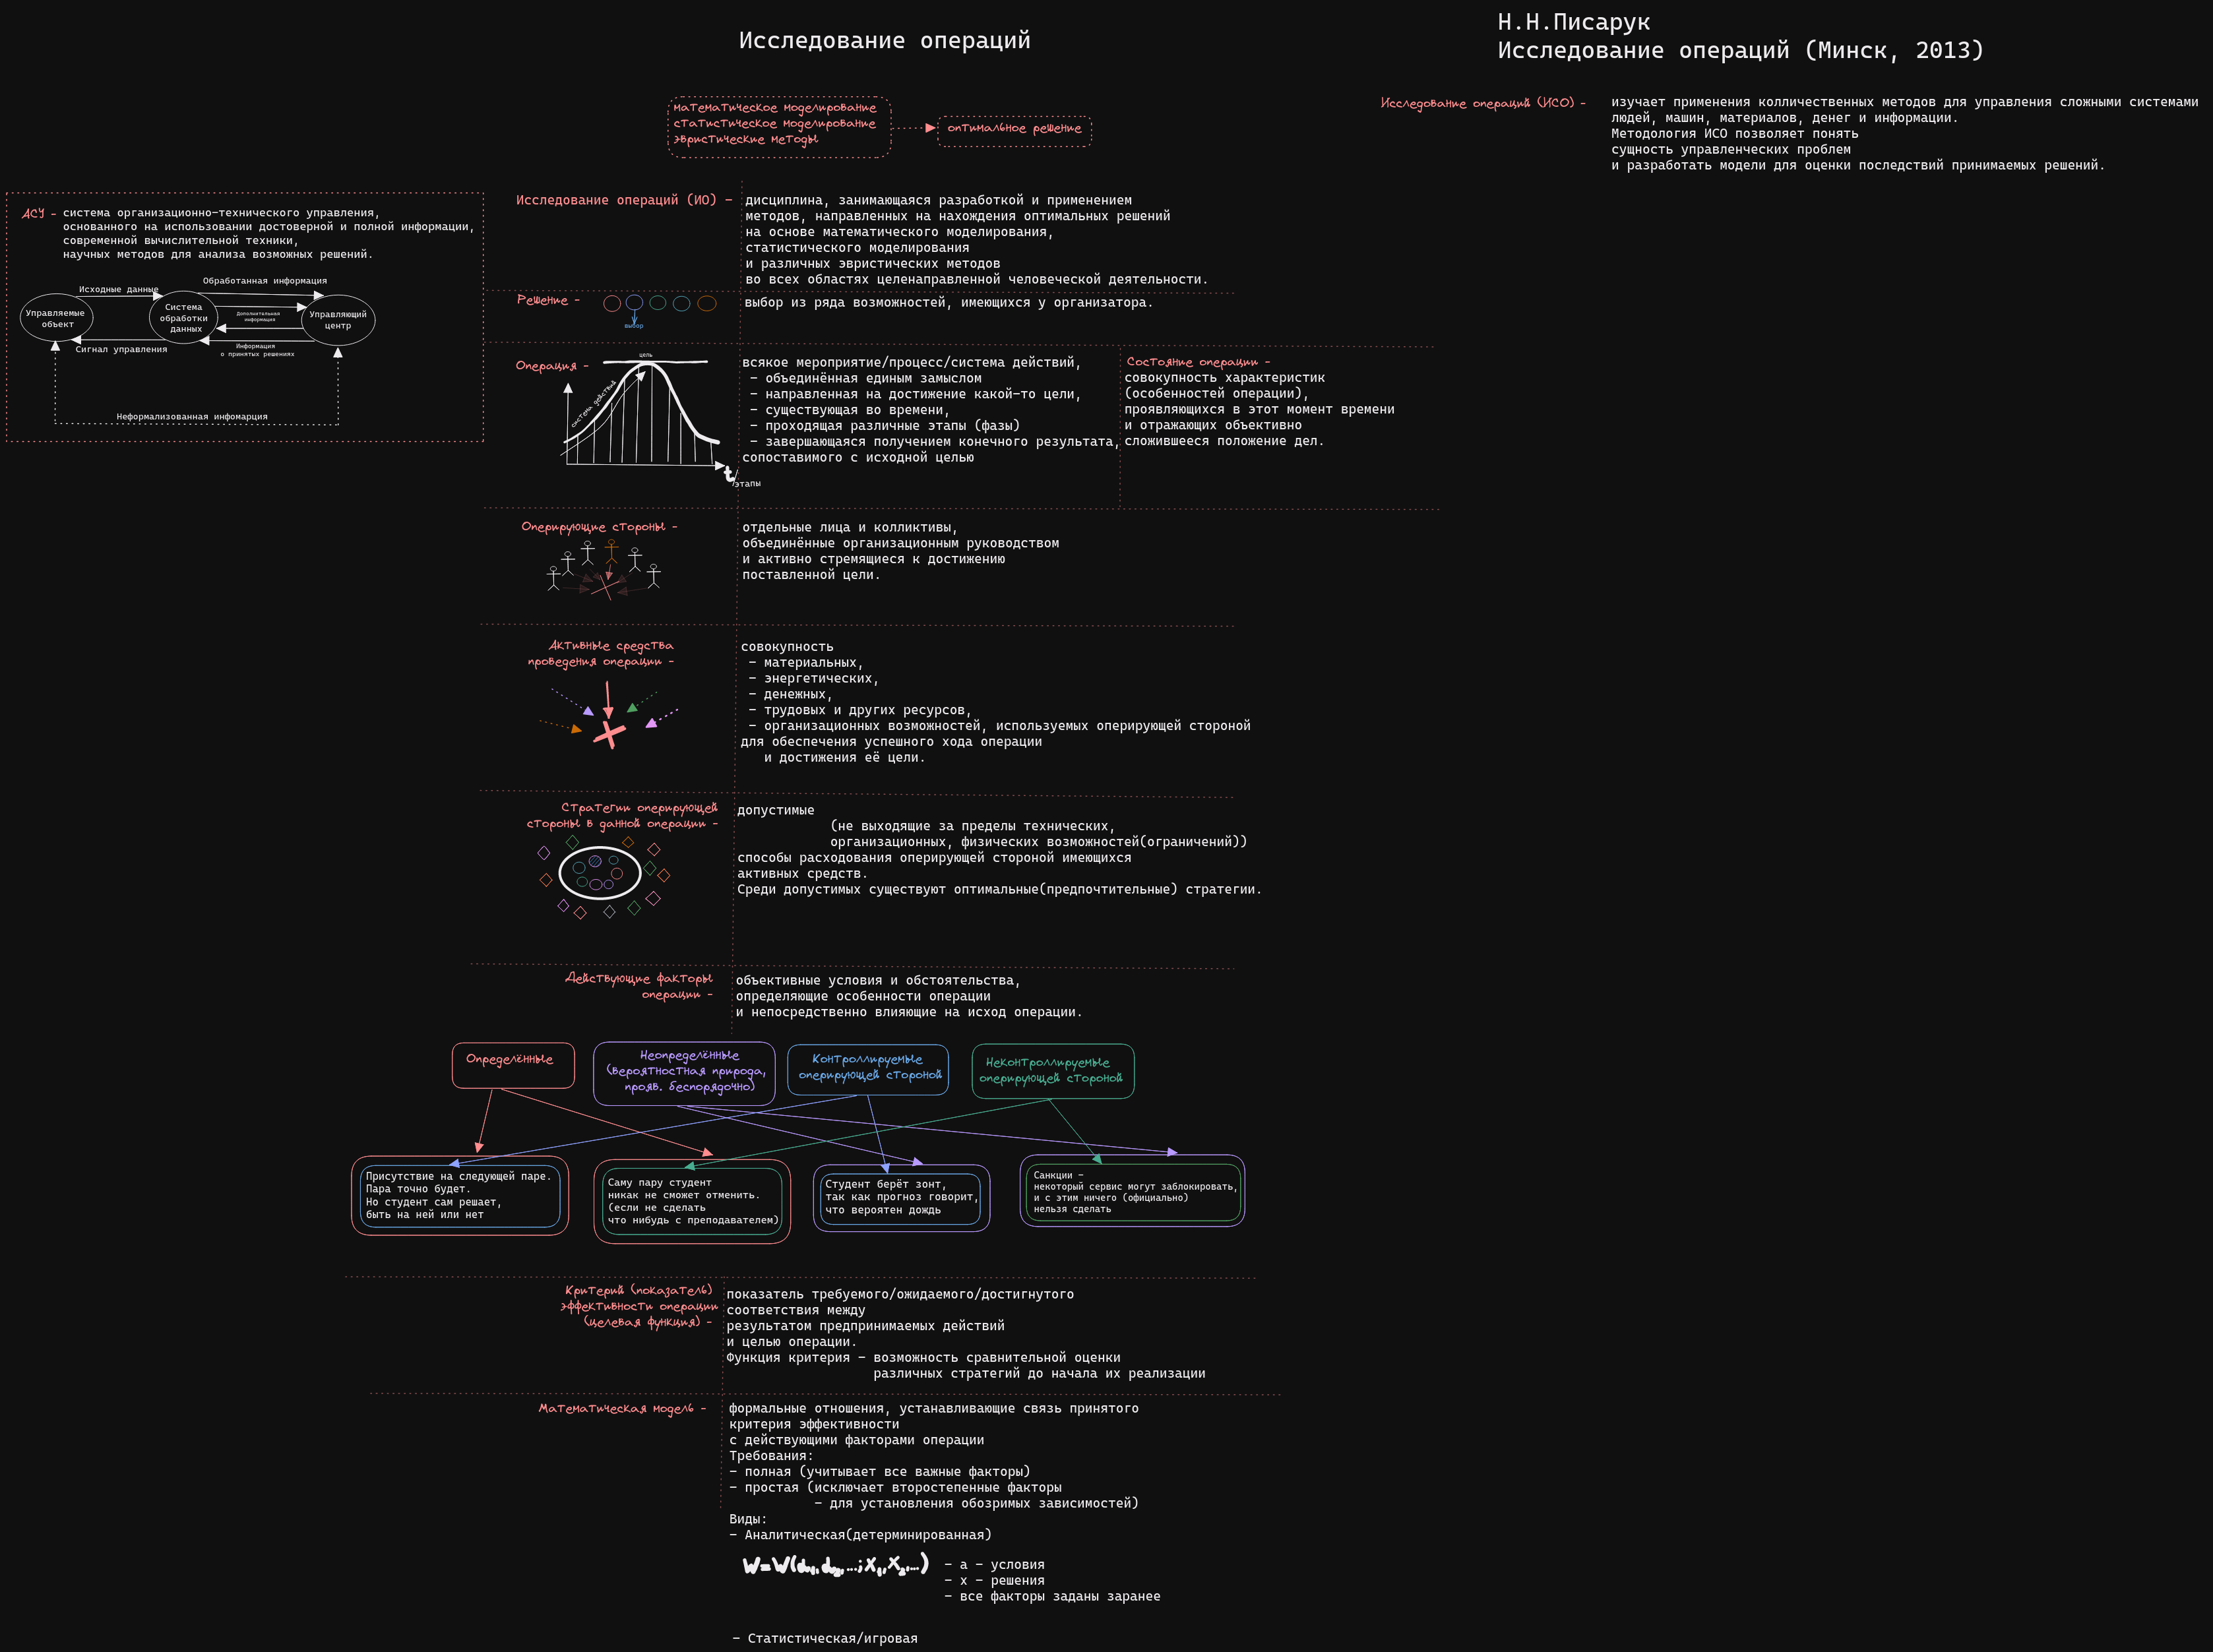 Исследование операций
Н.Н.Писарук
Исследование операций (Минск, 2013)
математическое моделирование
статистическое моделирование
эвристические методы
оптимальное решение
Исследование операций (ИСО) -
изучает применения колличественных методов для управления сложными системами
людей, машин, материалов, денег и информации.
Методология ИСО позволяет понять
сущность управленческих проблем
и разработать модели для оценки последствий принимаемых решений.
АСУ -
система организационно-технического управления,
основанного на использовании достоверной и полной информации,
современной вычислительной техники,
научных методов для анализа возможных решений.
Обработанная информация
Исходные данные
Управляемые
объект
Система
обработки
данных
Дополнительная
информация
Управляющий
центр
Сигнал управления
Информация
о принятых решениях
Неформализованная инфомарция
Исследование операций (ИО) -
дисциплина, занимающаяся разработкой и применением
методов, направленных на нахождения оптимальных решений
на основе математического моделирования,
статистического моделирования
и различных эвристических методов
во всех областях целенаправленной человеческой деятельности.
Решение -
выбор
выбор из ряда возможностей, имеющихся у организатора.
Операция -
цель
система действий
t/этапы
всякое мероприятие/процесс/система действий,
- объединённая единым замыслом
- направленная на достижение какой-то цели,
- существующая во времени,
- проходящая различные этапы (фазы)
- завершающаяся получением конечного результата,
сопоставимого с исходной целью
Состояние операции -
совокупность характеристик
(особенностей операции),
проявляющихся в этот момент времени
и отражающих объективно
сложившееся положение дел.
Оперирующие стороны -
отдельные лица и колликтивы,
объединённые организационным руководством
и активно стремящиеся к достижению
поставленной цели.
Активные средства
проведения операции -
совокупность
- материальных,
- энергетических,
- денежных,
- трудовых и других ресурсов,
- организационных возможностей, используемых оперирующей стороной
для обеспечения успешного хода операции
и достижения её цели.
Стратегии оперирующей
стороны в данной операции -
допустимые
(не выходящие за пределы технических,
организационных, физических возможностей(ограничений))
способы расходования оперирующей стороной имеющихся
активных средств.
Среди допустимых существуют оптимальные(предпочтительные) стратегии.
Действующие факторы
операции -
объективные условия и обстоятельства,
определяющие особенности операции
и непосредственно влияющие на исход операции.
Определённые
Неопределённые
(вероятностная природа,
прояв. беспорядочно)
Контроллируемые
оперирующей стороной
Неконтроллируемые
оперирующей стороной
Присутствие на следующей паре.
Пара точно будет.
Но студент сам решает,
быть на ней или нет
Саму пару студент
никак не сможет отменить.
(если не сделать
что нибудь с преподавателем)
Студент берёт зонт,
так как прогноз говорит,
что вероятен дождь
Санкции -
некоторый сервис могут заблокировать,
и с этим ничего (официально)
нельзя сделать
Критерий (показатель)
эффективности операции
(целевая функция) -
показатель требуемого/ожидаемого/достигнутого
соответствия между
результатом предпринимаемых действий
и целью операции.
Функция критерия - возможность сравнительной оценки
различных стратегий до начала их реализации
Математическая модель -
формальные отношения, устанавливающие связь принятого
критерия эффективности
с действующими факторами операции
Требования:
- полная (учитывает все важные факторы)
- простая (исключает второстепенные факторы
- для установления обозримых зависимостей)
Виды:
- Аналитическая(детерминированная)
W=W(α₁,α₂,...;X₁,X₂,...)
- а - условия
- х - решения
- все факторы заданы заранее
- Статистическая/игровая